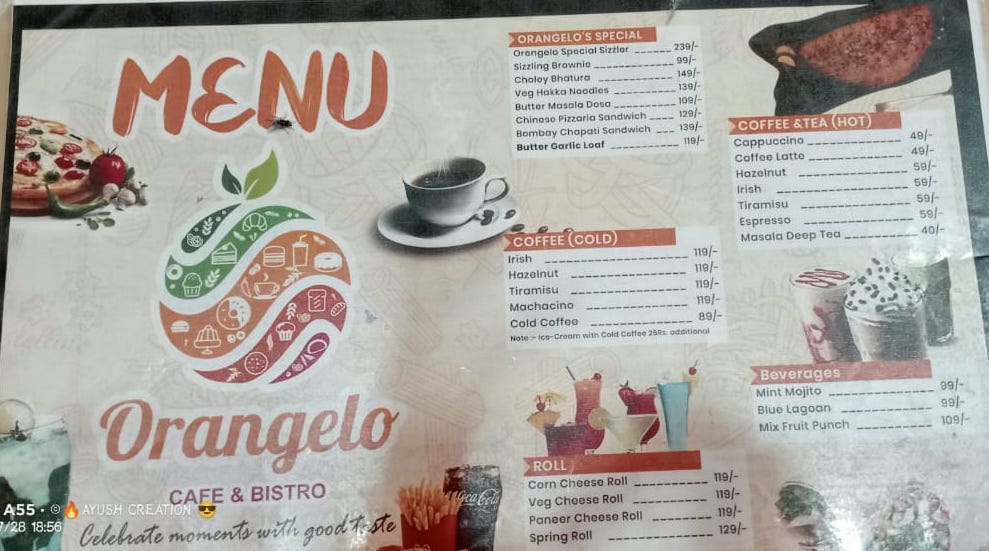 MENU
Orangelo
CAFE & BISTRO
Celebrate moments with good taste
ORANGELO'S SPECIAL
Orengelo Special Sizzler ______ 239/-
Sizzling Brownie ______ 99/-
Choley Bhatura ______ 149/-
Veg Hakka Noodles ______ 139/-
Butter Masala Dosa ______ 109/-
Chinese Pizzaria Sandwich ____ 129/-
Bombay Chapati Sandwich ____ 139/-
Butter Garlic Loaf ______ 119/-
COFFEE (COLD)
Irish ______ 119/-
Hazelnut ______ 119/-
Tiramisu ______ 119/-
Machacino ______ 119/-
Cold Coffee ______ 89/-
Note :- Ice-Cream with Cold Coffee 25Rs. additional
ROLL
Corn Cheese Roll ______ 119/-
Veg Cheese Roll ______ 119/-
Paneer Cheese Roll ______ 119/-
Spring Roll ______ 129/-
COFFEE &TEA (HOT)
Cappuccino ______ 49/-
Coffee Latte ______ 49/-
Hazelnut ______ 59/-
Irish ______ 59/-
Tiramisu ______ 59/-
Espresso ______ 59/-
Masala Deep Tea ______ 40/-
Beverages
Mint Mojito ______ 99/-
Blue Lagoan ______ 99/-
Mix Fruit Punch ______ 109/-
Coca-Cola
A55 · ©🔥AYUSH CREATION 😎
7/28 18:56